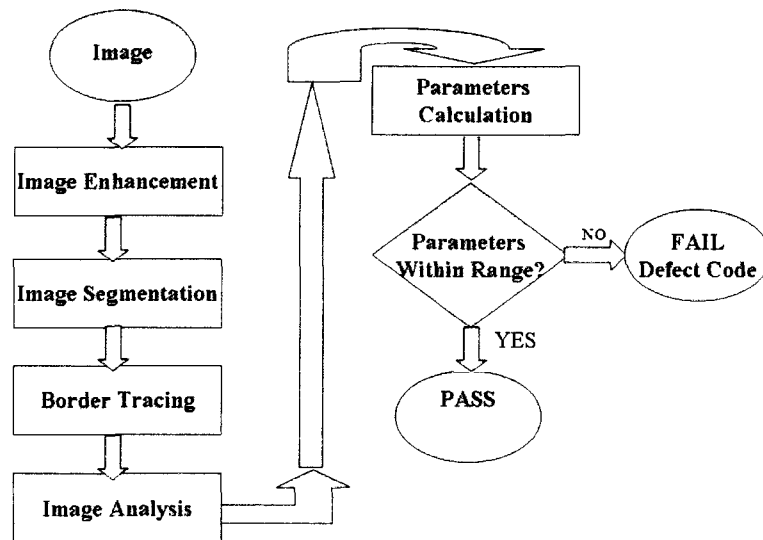 Image
Image Enhancement
Image Segmentation
Border Tracing
Image Analysis
Parameters
Calculation
Parameters
Within Range?
NO
FAIL
Defect Code
YES
PASS